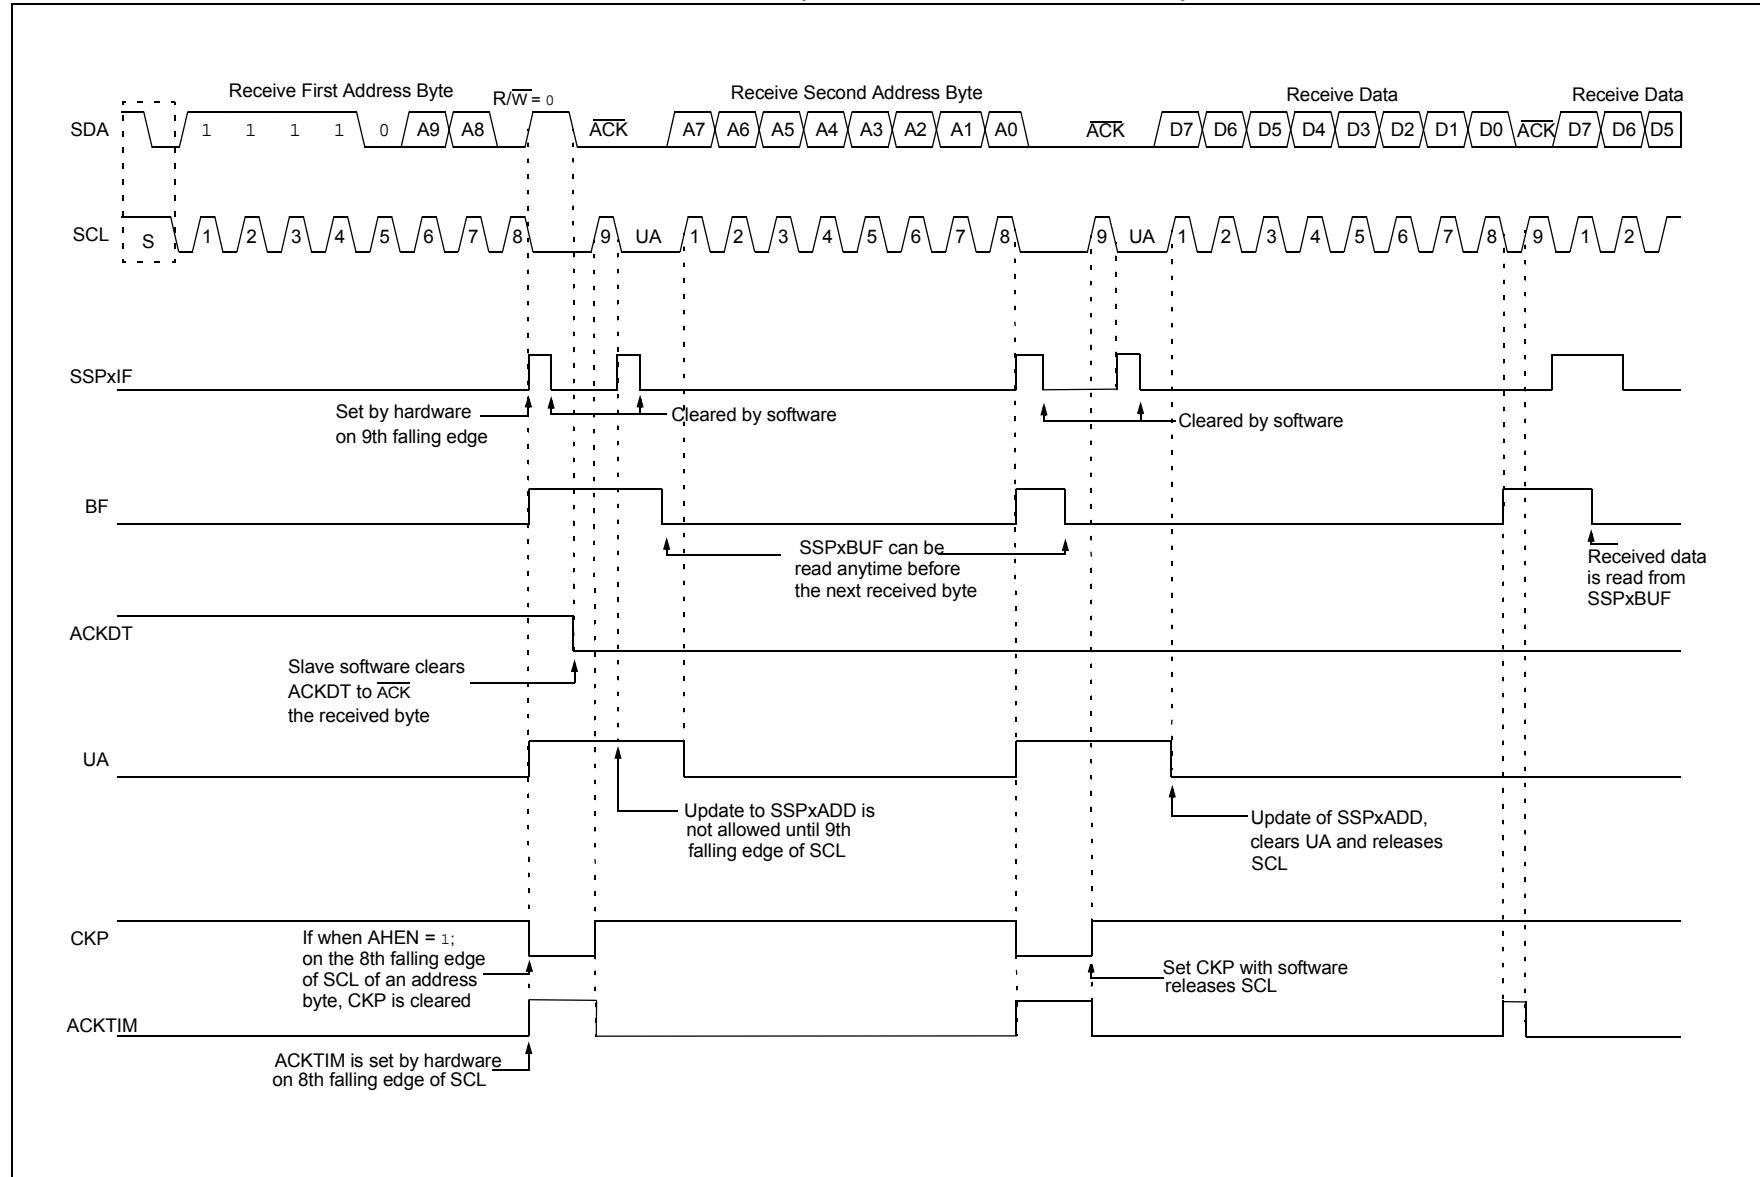 Receive First Address Byte
R/W = 0
Receive Second Address Byte
Receive Data
Receive Data
SDA
1 1 1 1 0 A9 A8
ACK
A7 A6 A5 A4 A3 A2 A1 A0
ACK
D7 D6 D5 D4 D3 D2 D1 D0
ACK
D7 D6 D5
SCL
S
1 2 3 4 5 6 7 8 9 UA 1 2 3 4 5 6 7 8 9 UA 1 2 3 4 5 6 7 8 9 1 2
SSPxIF
Set by hardware
on 9th falling edge
Cleared by software
Cleared by software
BF
SSPxBUF can be
read anytime before
the next received byte
Received data
is read from
SSPxBUF
ACKDT
Slave software clears
ACKDT to ACK
the received byte
UA
Update to SSPxADD is
not allowed until 9th
falling edge of SCL
Update of SSPxADD,
clears UA and releases
SCL
CKP
If when AHEN = 1;
on the 8th falling edge
of SCL of an address
byte, CKP is cleared
Set CKP with software
releases SCL
ACKTIM
ACKTIM is set by hardware
on 8th falling edge of SCL